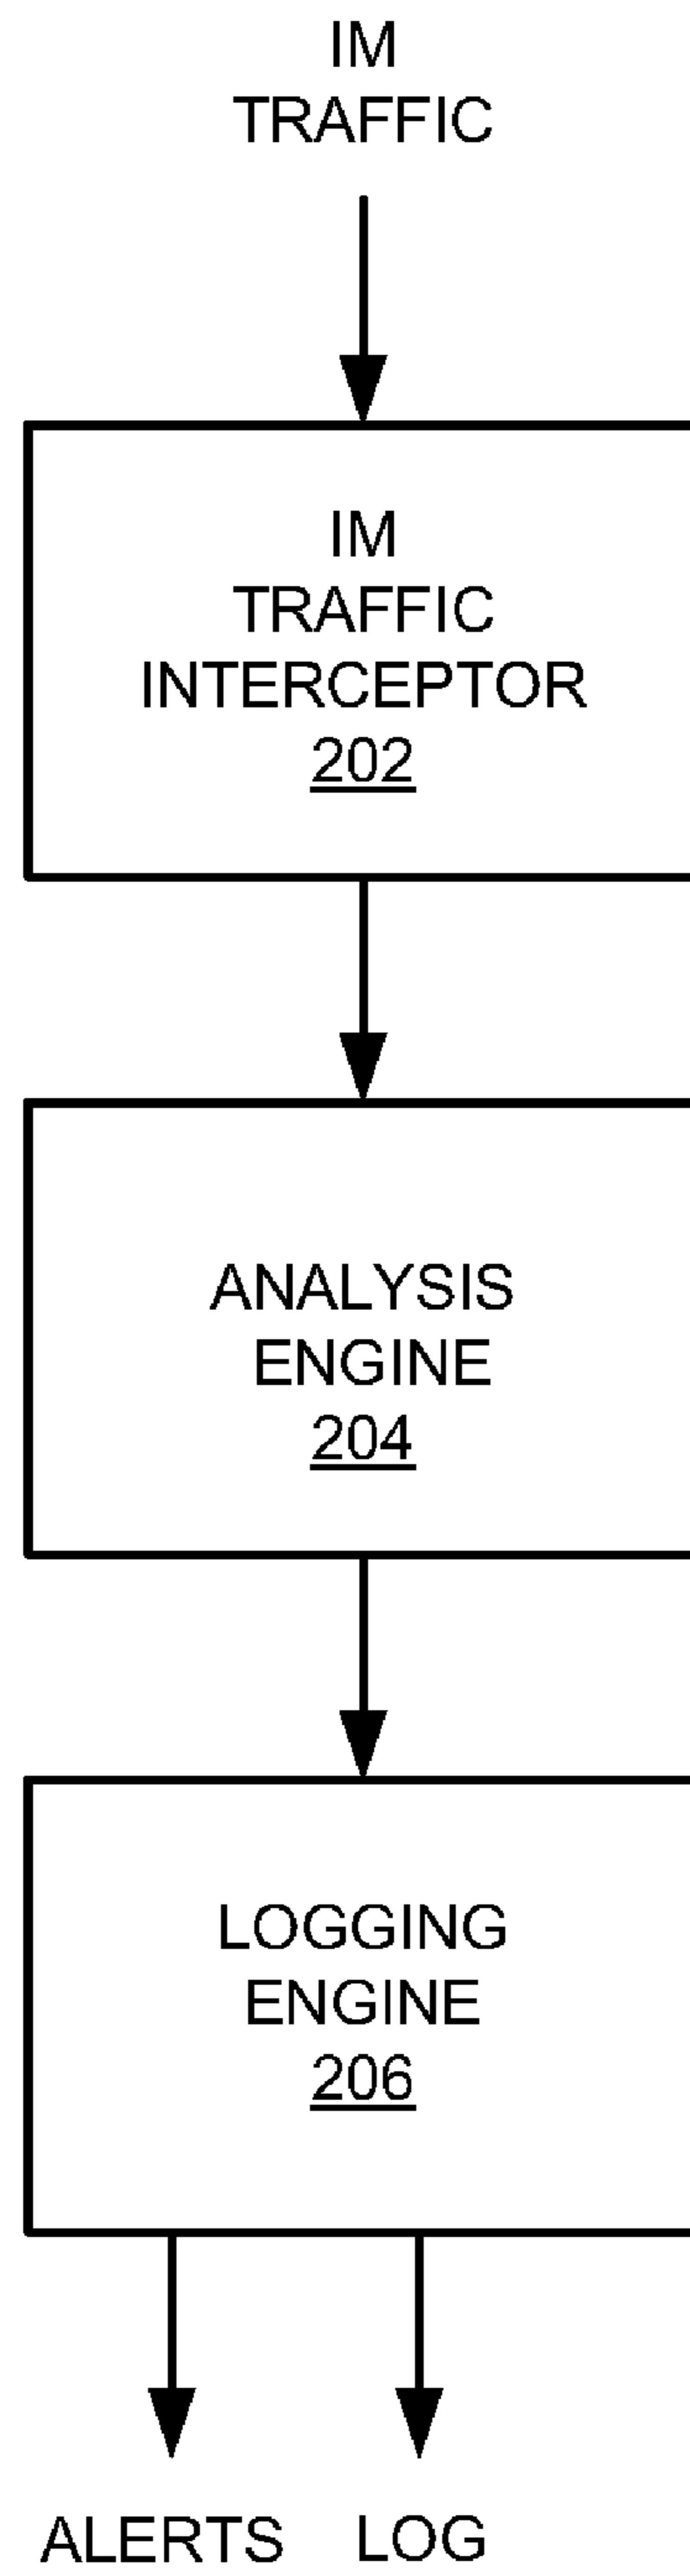 IM
TRAFFIC
IM
TRAFFIC
INTERCEPTOR
202
ANALYSIS
ENGINE
204
LOGGING
ENGINE
206
ALERTS LOG